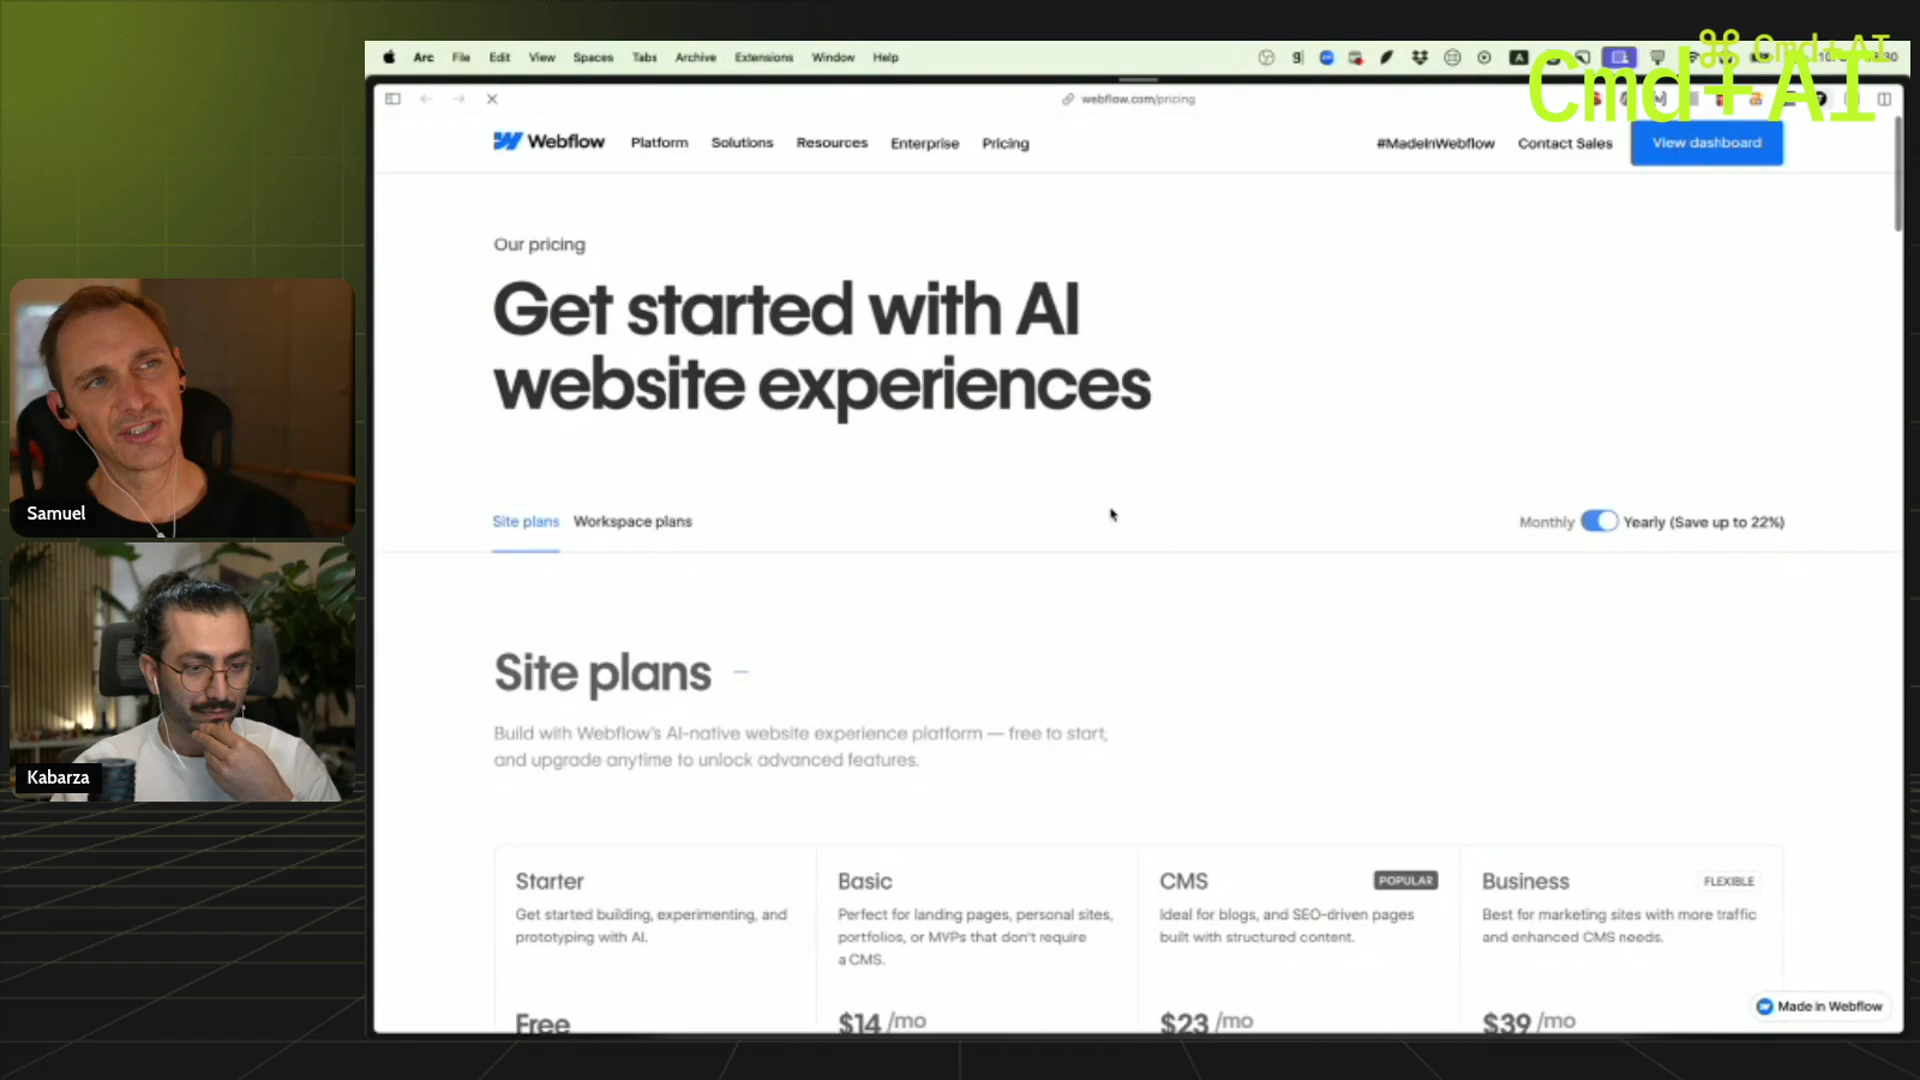 Arc File Edit View Spaces Tabs Archive Extensions Window Help
⌘ Cmd+AI
Cmd+AI
webflow.com/pricing
Webflow Platform Solutions Resources Enterprise Pricing #MadeInWebflow Contact Sales View dashboard
Our pricing
Get started with AI
website experiences
Site plans Workspace plans Monthly Yearly (Save up to 22%)
Site plans
Build with Webflow's AI-native website experience platform — free to start,
and upgrade anytime to unlock advanced features.
Starter
Get started building, experimenting, and
prototyping with AI.
Free
Basic
Perfect for landing pages, personal sites,
portfolios, or MVPs that don't require
a CMS.
$14 /mo
CMS POPULAR
Ideal for blogs, and SEO-driven pages
built with structured content.
$23 /mo
Business FLEXIBLE
Best for marketing sites with more traffic
and enhanced CMS needs.
$39 /mo
Made in Webflow
Samuel
Kabarza